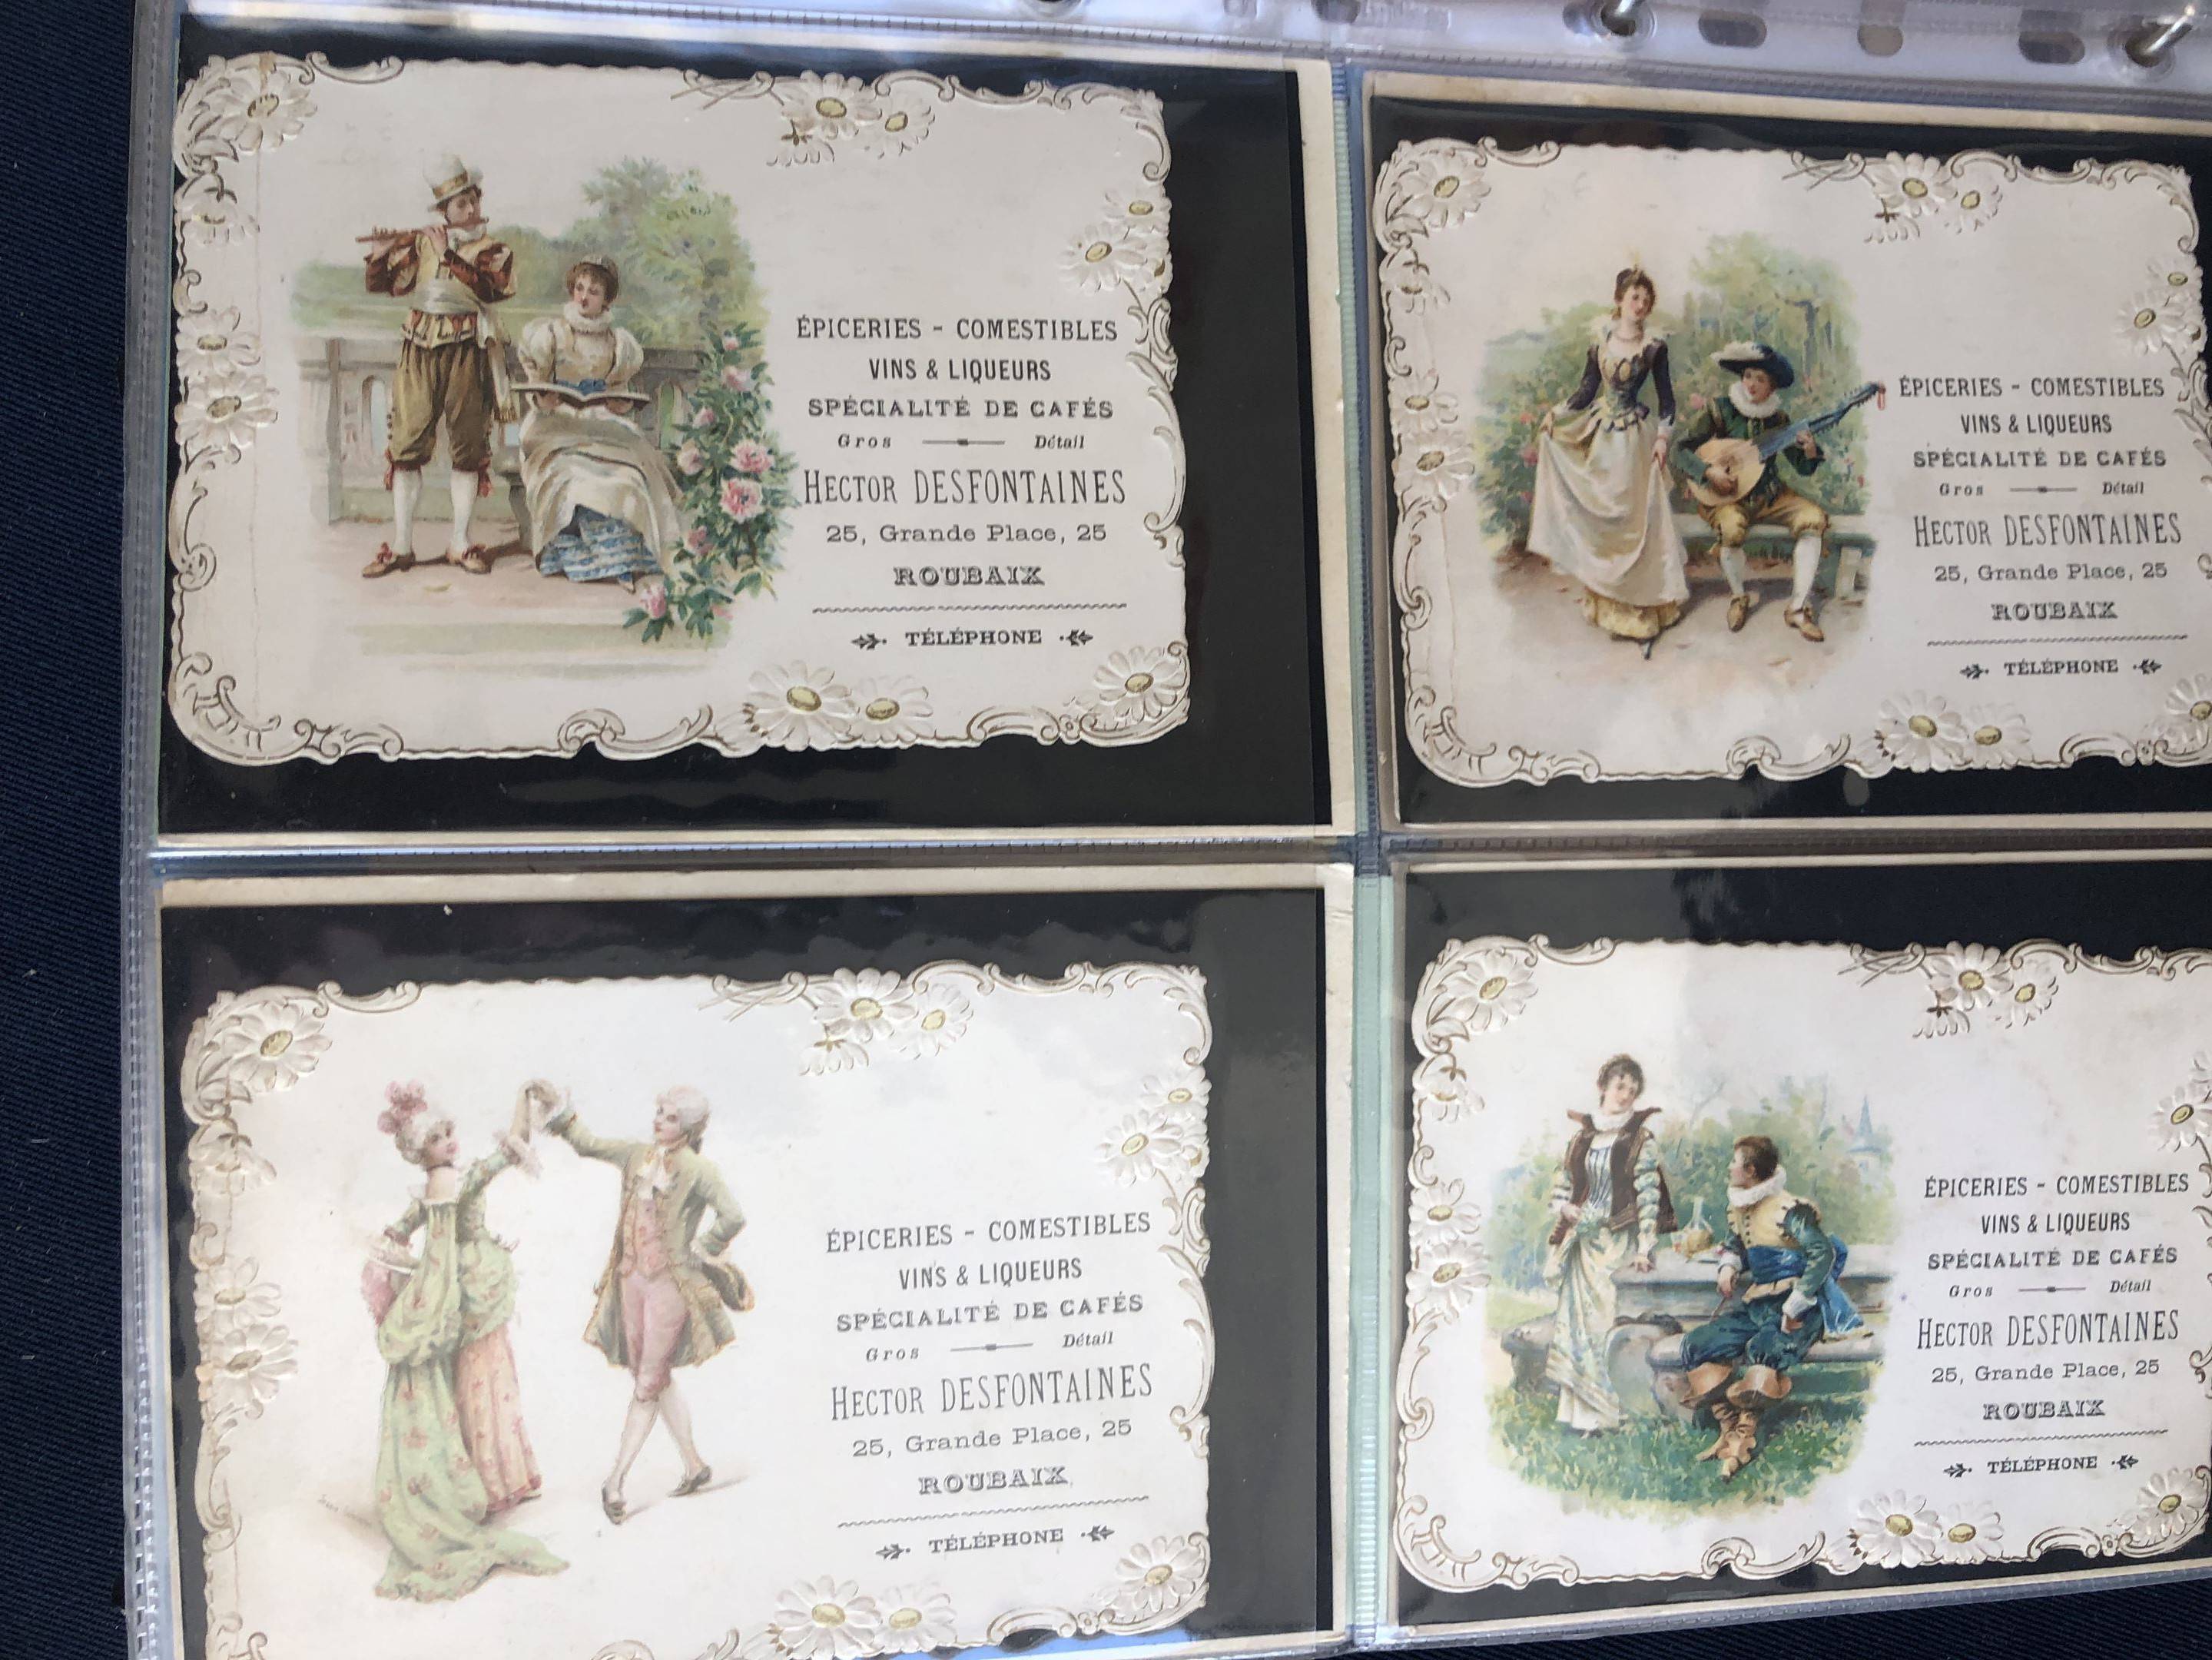 ÉPICERIES - COMESTIBLES
VINS & LIQUEURS
SPÉCIALITÉ DE CAFÉS
Gros — Détail
HECTOR DESFONTAINES
25, Grande Place, 25
ROUBAIX
TÉLÉPHONE
ÉPICERIES - COMESTIBLES
VINS & LIQUEURS
SPÉCIALITÉ DE CAFÉS
Gros — Détail
HECTOR DESFONTAINES
25, Grande Place, 25
ROUBAIX
TÉLÉPHONE
ÉPICERIES - COMESTIBLES
VINS & LIQUEURS
SPÉCIALITÉ DE CAFÉS
Gros — Détail
HECTOR DESFONTAINES
25, Grande Place, 25
ROUBAIX
TÉLÉPHONE
ÉPICERIES - COMESTIBLES
VINS & LIQUEURS
SPÉCIALITÉ DE CAFÉS
Gros — Détail
HECTOR DESFONTAINES
25, Grande Place, 25
ROUBAIX
TÉLÉPHONE